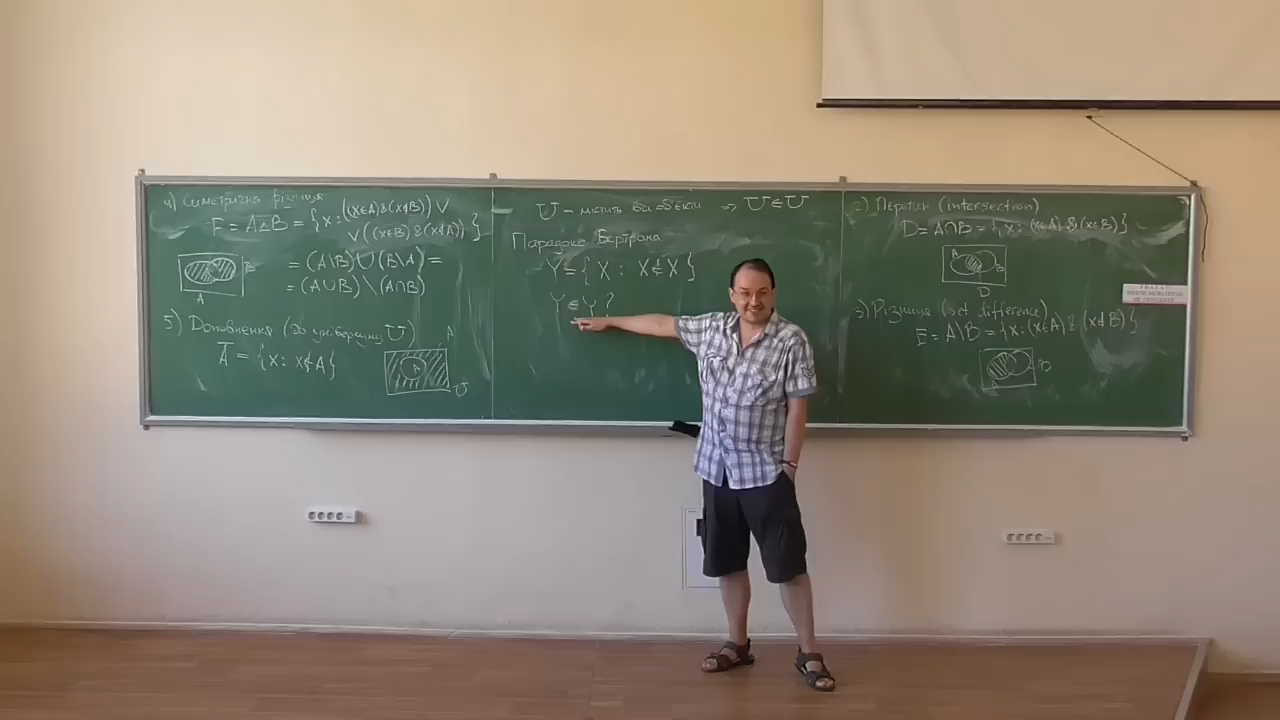 4) Симетрична різниця
F = A△B = {x: ((x∈A)&(x∉B)) ∨
∨((x∈B)&(x∉A))}
= (A\B)∪(B\A) =
= (A∪B)\(A∩B)
A
B
5) Доповнення (до універсуму U)
Ā = {x: x∉A}
A
A
U
U – містить всі об'єкти ⇒ U∈U
Парадокс Бертрана
Y = {X : X∉X}
Y∈Y?
2) Перетин (intersection)
D = A∩B = {x: (x∈A)&(x∈B)}
A
B
D
3) Різниця (set difference)
E = A\B = {x: (x∈A)&(x∉B)}
B